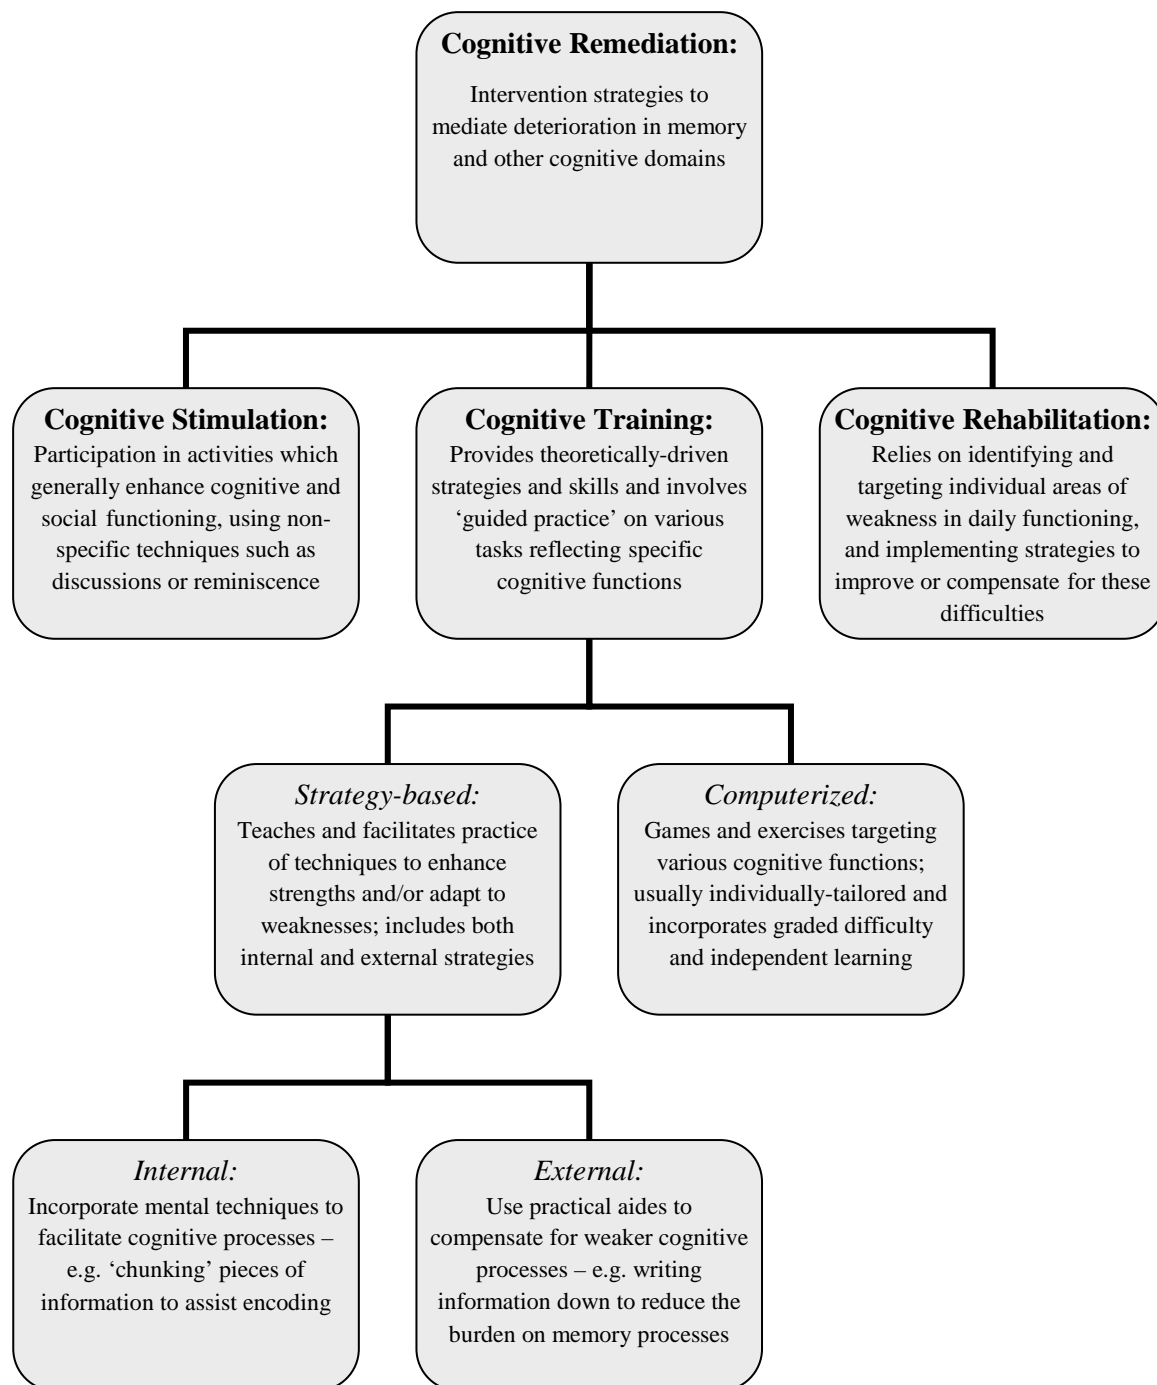 Cognitive Remediation:
Intervention strategies to
mediate deterioration in memory
and other cognitive domains
Cognitive Stimulation:
Participation in activities which
generally enhance cognitive and
social functioning, using non-
specific techniques such as
discussions or reminiscence
Cognitive Training:
Provides theoretically-driven
strategies and skills and involves
‘guided practice’ on various
tasks reflecting specific
cognitive functions
Cognitive Rehabilitation:
Relies on identifying and
targeting individual areas of
weakness in daily functioning,
and implementing strategies to
improve or compensate for these
difficulties
Strategy-based:
Teaches and facilitates practice
of techniques to enhance
strengths and/or adapt to
weaknesses; includes both
internal and external strategies
Computerized:
Games and exercises targeting
various cognitive functions;
usually individually-tailored and
incorporates graded difficulty
and independent learning
Internal:
Incorporate mental techniques to
facilitate cognitive processes –
e.g. ‘chunking’ pieces of
information to assist encoding
External:
Use practical aides to
compensate for weaker cognitive
processes – e.g. writing
information down to reduce the
burden on memory processes